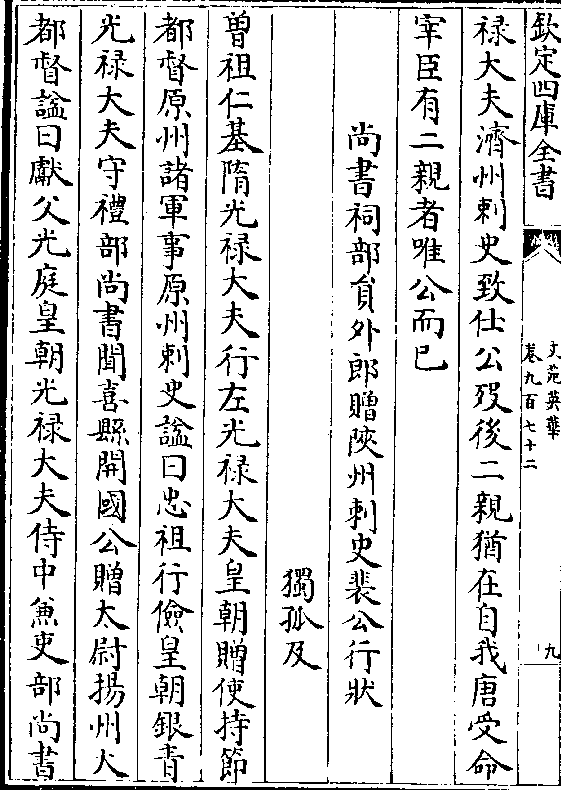 欽定四庫全書
文苑英華
卷九百七十二
九
禄大夫濟州刺史致仕公殁後二親猶在自我唐受命
宰臣有二親者唯公而已
尚書祠部員外郎贈陜州刺史裴公行狀
獨孤及
曽祖仁基隋光禄大夫行左光禄大夫皇朝贈使持節
都督原州諸軍事原州刺史諡曰忠祖行儉皇朝銀青
光禄大夫守禮部尚書聞喜縣開國公贈太尉揚州大
都督諡曰獻父光庭皇朝光禄大夫侍中兼吏部尚書